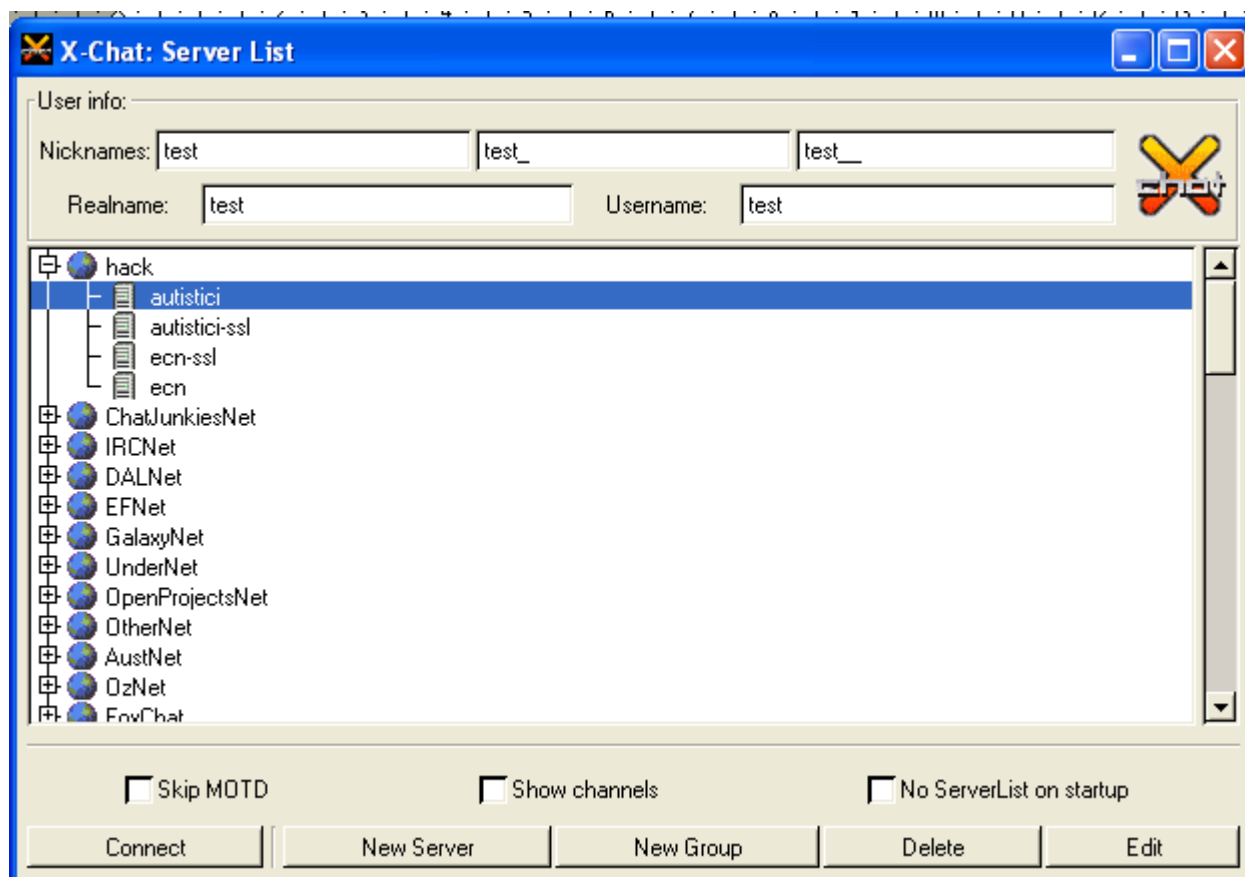 X-Chat: Server List
User info:
Nicknames: test test_ test__
chat
Realname: test Username: test
hack
autistici
autistici-ssl
ecn-ssl
ecn
ChatJunkiesNet
IRCNet
DALNet
EFNet
GalaxyNet
UnderNet
OpenProjectsNet
OtherNet
AustNet
OzNet
FoxChat
Skip MOTD Show channels No ServerList on startup
Connect New Server New Group Delete Edit